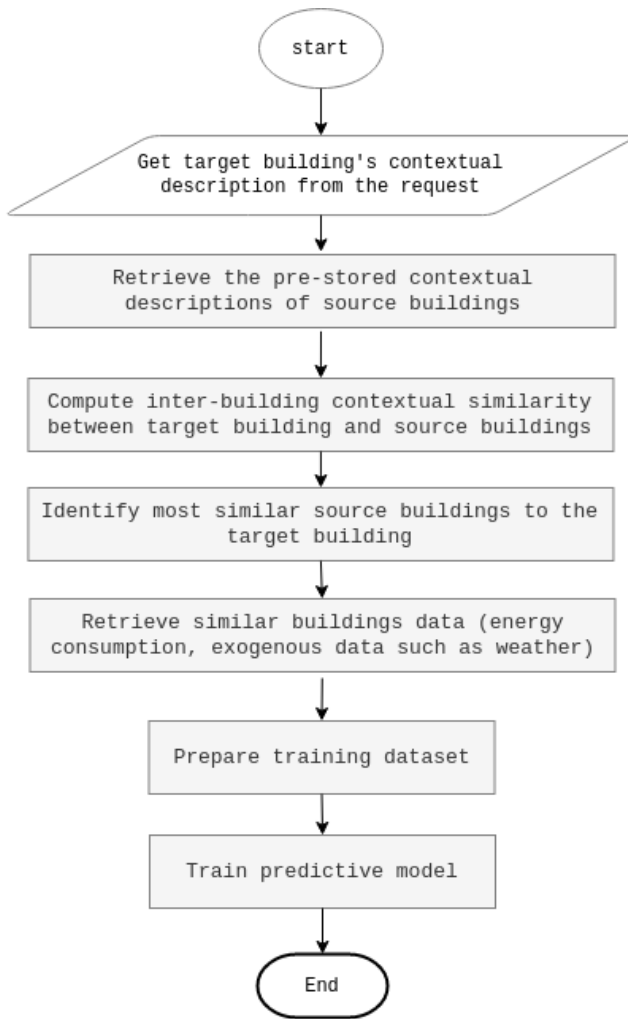 start
Get target building's contextual
description from the request
Retrieve the pre-stored contextual
descriptions of source buildings
Compute inter-building contextual similarity
between target building and source buildings
Identify most similar source buildings to the
target building
Retrieve similar buildings data (energy
consumption, exogenous data such as weather)
Prepare training dataset
Train predictive model
End